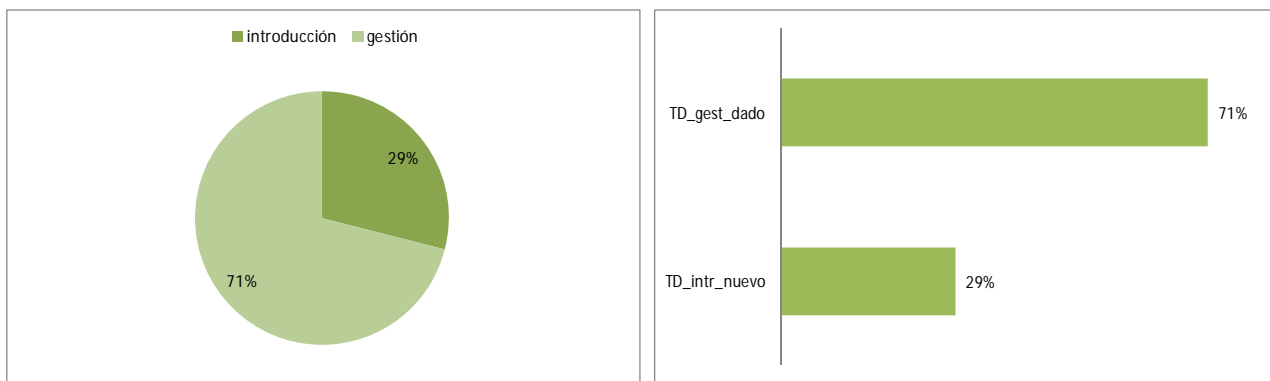 introducción gestión
29%
71%
TD_gest_dado 71%
TD_intr_nuevo 29%